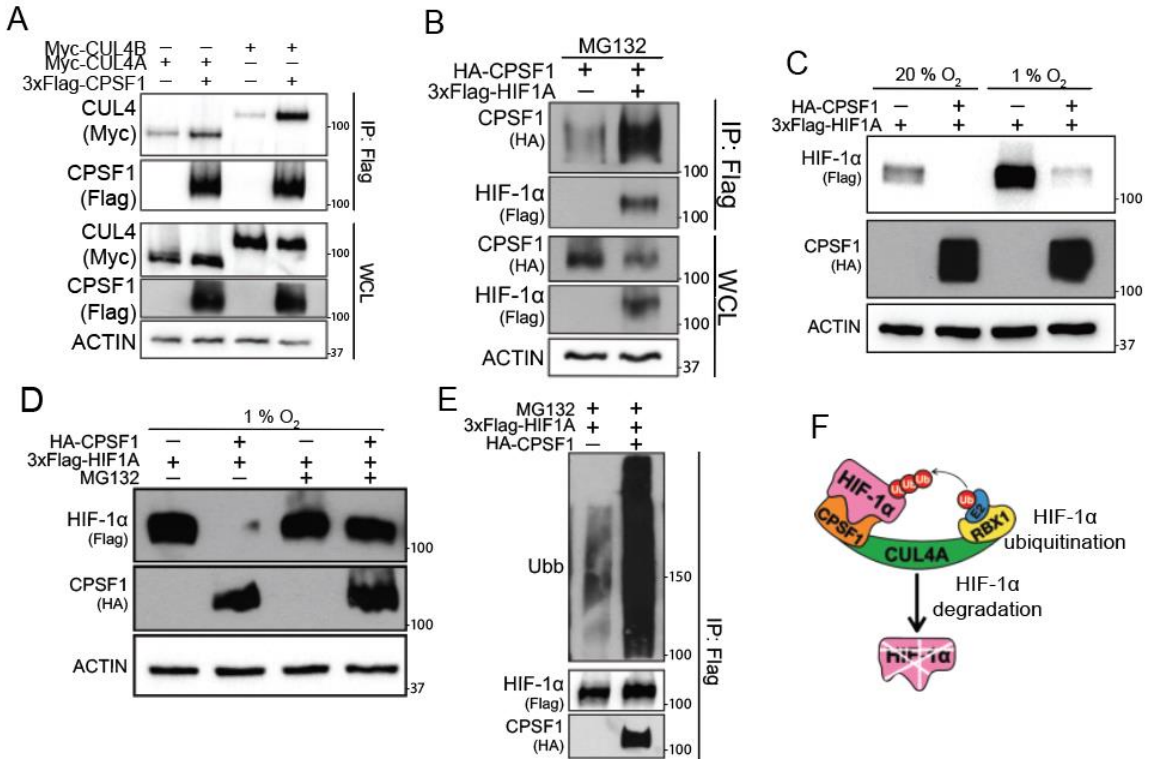 A
Myc-CUL4B – – + +
Myc-CUL4A + + – –
3xFlag-CPSF1 – + – +
CUL4
(Myc)
-100
CPSF1
(Flag)
-100
IP: Flag
CUL4
(Myc)
-100
CPSF1
(Flag)
-100
ACTIN
-37
WCL
B
MG132
HA-CPSF1 + +
3xFlag-HIF1A – +
CPSF1
(HA)
-100
HIF-1α
(Flag)
-100
IP: Flag
CPSF1
(HA)
-100
HIF-1α
(Flag)
-100
ACTIN
-37
WCL
C
20 % O2 1 % O2
HA-CPSF1 – + – +
3xFlag-HIF1A + + + +
HIF-1α
(Flag)
-100
CPSF1
(HA)
-100
ACTIN
-37
D
1 % O2
HA-CPSF1 – + – +
3xFlag-HIF1A + + + +
MG132 – – + +
HIF-1α
(Flag)
-100
CPSF1
(HA)
-100
ACTIN
-37
E
MG132 + +
3xFlag-HIF1A + +
HA-CPSF1 – +
Ubb
-150
-100
HIF-1α
(Flag)
-100
CPSF1
(HA)
-100
IP: Flag
F
HIF-1α
Ub
Ub
Ub
Ub
E2
CPSF1
RBX1
CUL4A
HIF-1α
ubiquitination
HIF-1α
degradation
HIF-1α